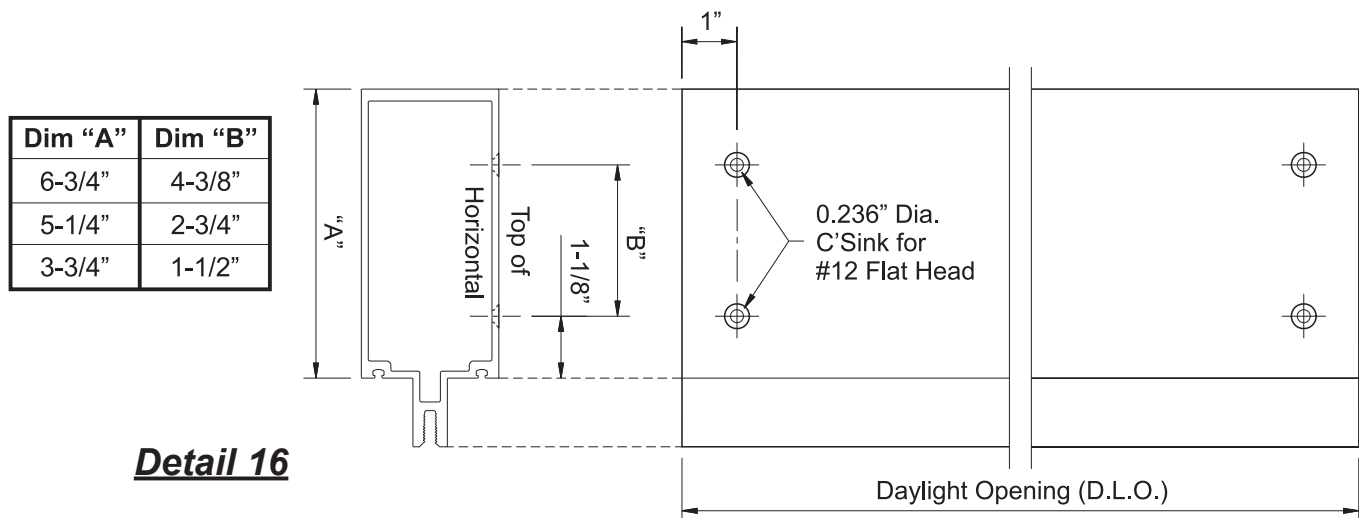 1”
Dim “A” Dim “B”
6-3/4” 4-3/8”
5-1/4” 2-3/4”
3-3/4” 1-1/2”
“A”
Top of
Horizontal
1-1/8”
“B”
0.236” Dia.
C’Sink for
#12 Flat Head
Detail 16
Daylight Opening (D.L.O.)